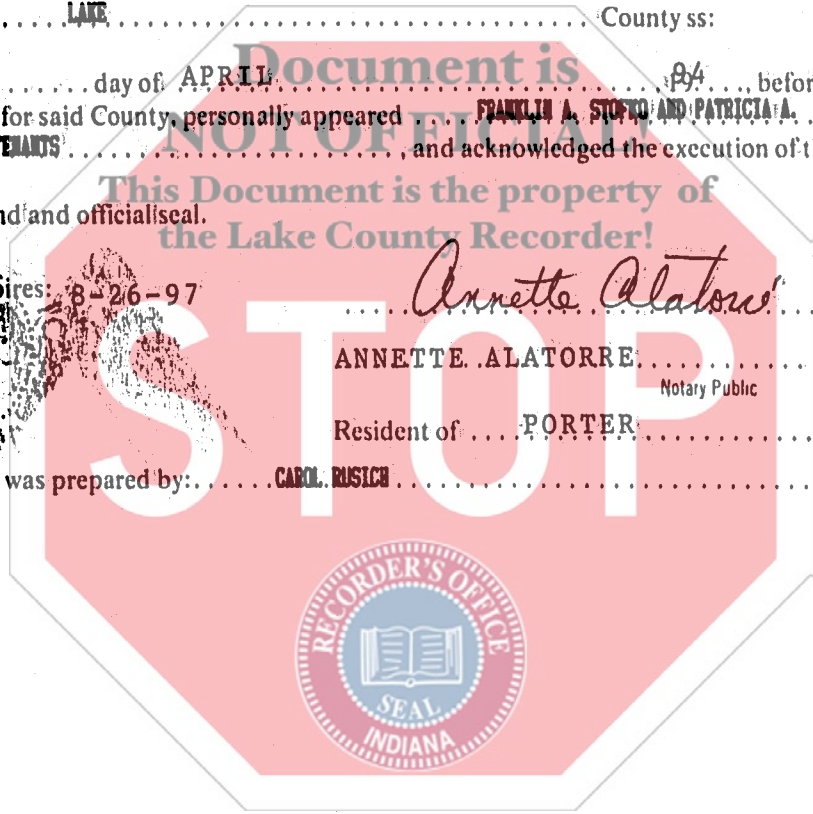 LAKE County ss:
Document is
day of APRIL 1994, befor
NOT OFFICIAL
for said County, personally appeared FRANKLIN A. STOFKO AND PATRICIA A.
TENANTS, and acknowledged the execution of t
This Document is the property of
nd and official seal.
the Lake County Recorder!
ires: 8-26-97
Annette Alatorre
STOP
ANNETTE ALATORRE
Notary Public
Resident of PORTER
was prepared by: CAROL RUSICH
RECORDER'S OFFICE
SEAL
INDIANA